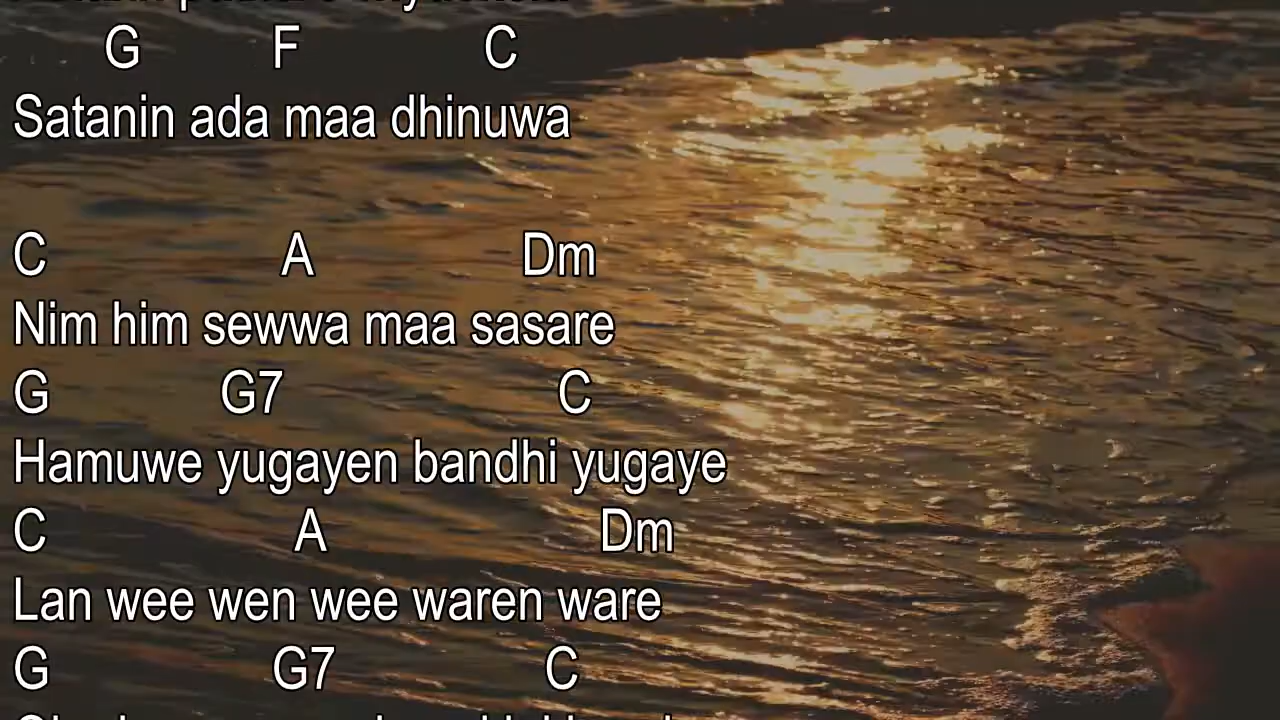 G F C
Satanin ada maa dhinuwa
C A Dm
Nim him sewwa maa sasare
G G7 C
Hamuwe yugayen bandhi yugaye
C A Dm
Lan wee wen wee waren ware
G G7 C